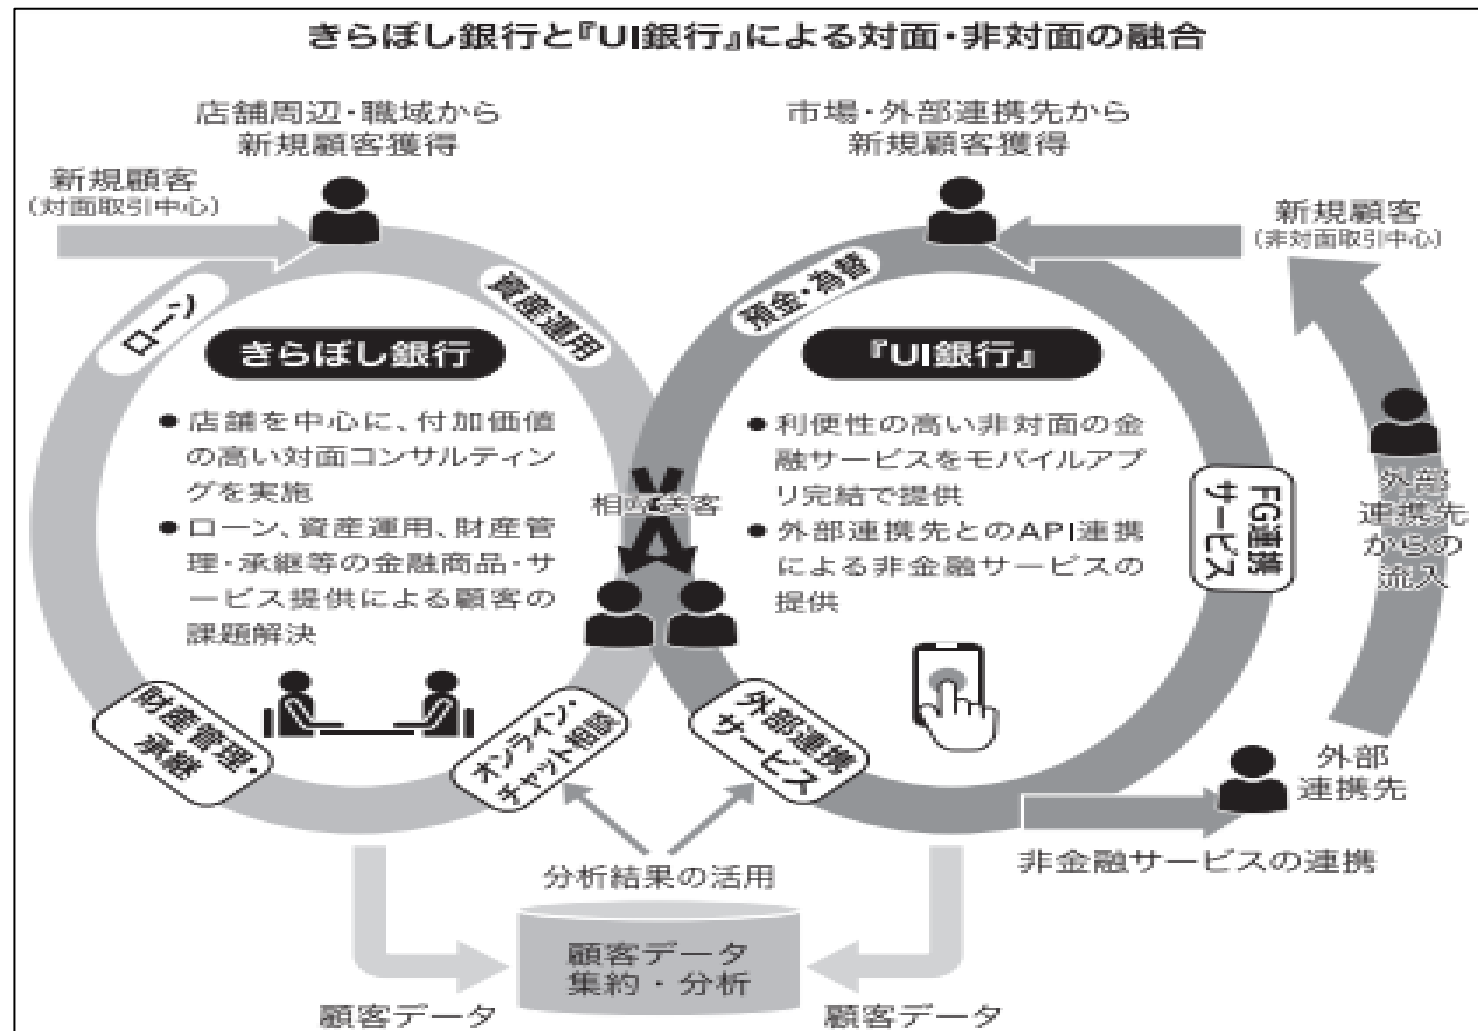 きらぼし銀行と『UI銀行』による対面・非対面の融合
店舗周辺・職域から
新規顧客獲得
市場・外部連携先から
新規顧客獲得
新規顧客
(対面取引中心)
新規顧客
(非対面取引中心)
ローン
資産運用
預金・為替
きらぼし銀行
● 店舗を中心に、付加価値
の高い対面コンサルティン
グを実施
● ローン、資産運用、財産管
理・承継等の金融商品・サ
ービス提供による顧客の
課題解決
『UI銀行』
● 利便性の高い非対面の金
融サービスをモバイルアプ
リ完結で提供
● 外部連携先とのAPI連携
による非金融サービスの
提供
相互送客
FG連携
サービス
外部
連携先
からの
流入
財産管理・
承継
オンライン・
チャット相談
外部連携
サービス
外部
連携先
非金融サービスの連携
分析結果の活用
顧客データ
集約・分析
顧客データ
顧客データ